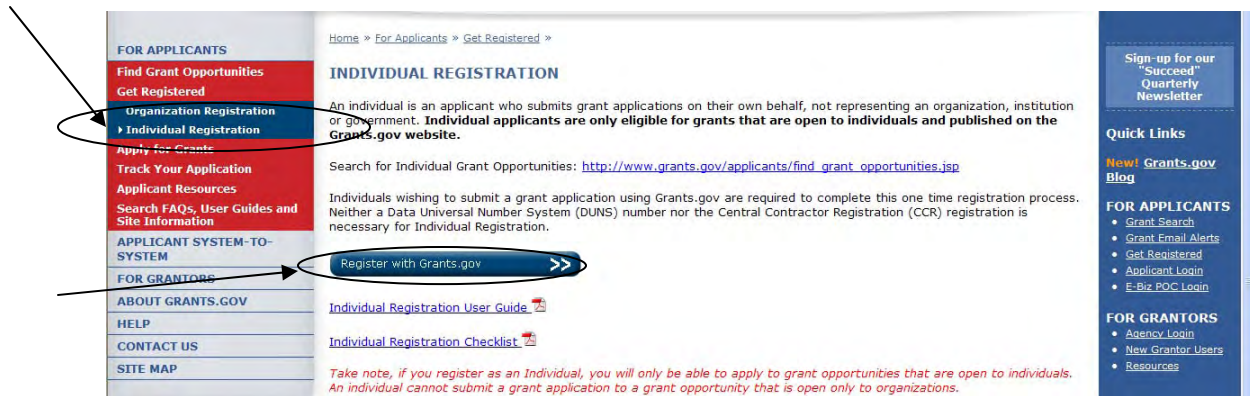 FOR APPLICANTS
Find Grant Opportunities
Get Registered
Organization Registration
Individual Registration
Apply for Grants
Track Your Application
Applicant Resources
Search FAQs, User Guides and
Site Information
APPLICANT SYSTEM-TO-
SYSTEM
FOR GRANTORS
ABOUT GRANTS.GOV
HELP
CONTACT US
SITE MAP
Home » For Applicants » Get Registered »
INDIVIDUAL REGISTRATION
An individual is an applicant who submits grant applications on their own behalf, not representing an organization, institution
or government. Individual applicants are only eligible for grants that are open to individuals and published on the
Grants.gov website.
Search for Individual Grant Opportunities: http://www.grants.gov/applicants/find_grant_opportunities.jsp
Individuals wishing to submit a grant application using Grants.gov are required to complete this one time registration process.
Neither a Data Universal Number System (DUNS) number nor the Central Contractor Registration (CCR) registration is
necessary for Individual Registration.
Register with Grants.gov >>
Individual Registration User Guide
Individual Registration Checklist
Take note, if you register as an Individual, you will only be able to apply to grant opportunities that are open to individuals.
An individual cannot submit a grant application to a grant opportunity that is open only to organizations.
Sign-up for our
"Succeed"
Quarterly
Newsletter
Quick Links
New! Grants.gov
Blog
FOR APPLICANTS
• Grant Search
• Grant Email Alerts
• Get Registered
• Applicant Login
• E-Biz POC Login
FOR GRANTORS
• Agency Login
• New Grantor Users
• Resources